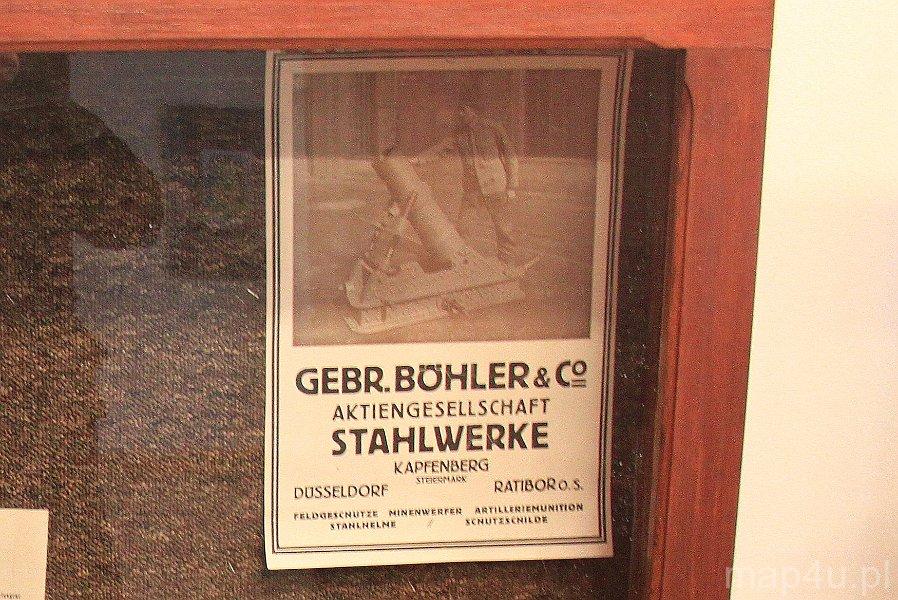 GEBR. BÖHLER & Co
AKTIENGESELLSCHAFT
STAHLWERKE
KAPFENBERG
STEIERMARK
DÜSSELDORF RATIBOR O. S.
FELDGESCHÜTZE MINENWERFER ARTILLERIEMUNITION
STAHLHELME // SCHUTZSCHILDE
map4u.pl